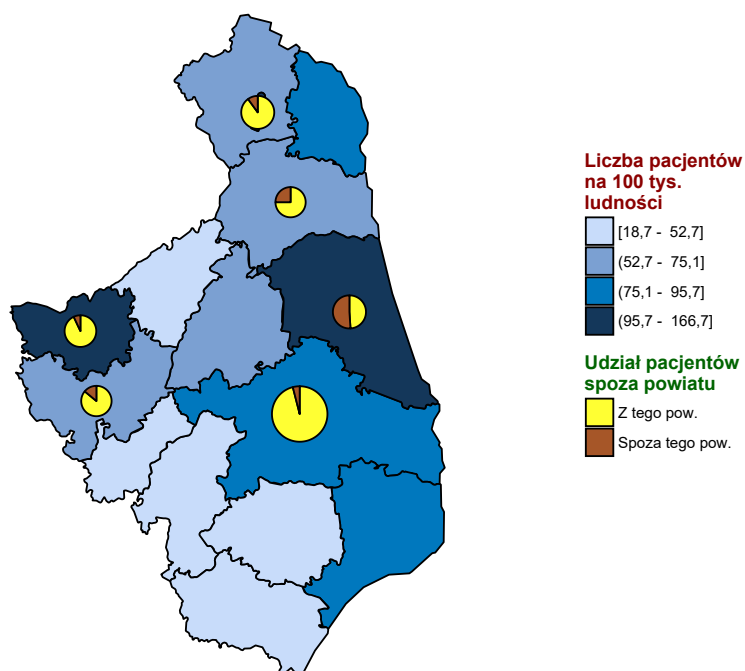 Liczba pacjentów
na 100 tys.
ludności
[18,7 - 52,7]
(52,7 - 75,1]
(75,1 - 95,7]
(95,7 - 166,7]
Udział pacjentów
spoza powiatu
Z tego pow.
Spoza tego pow.